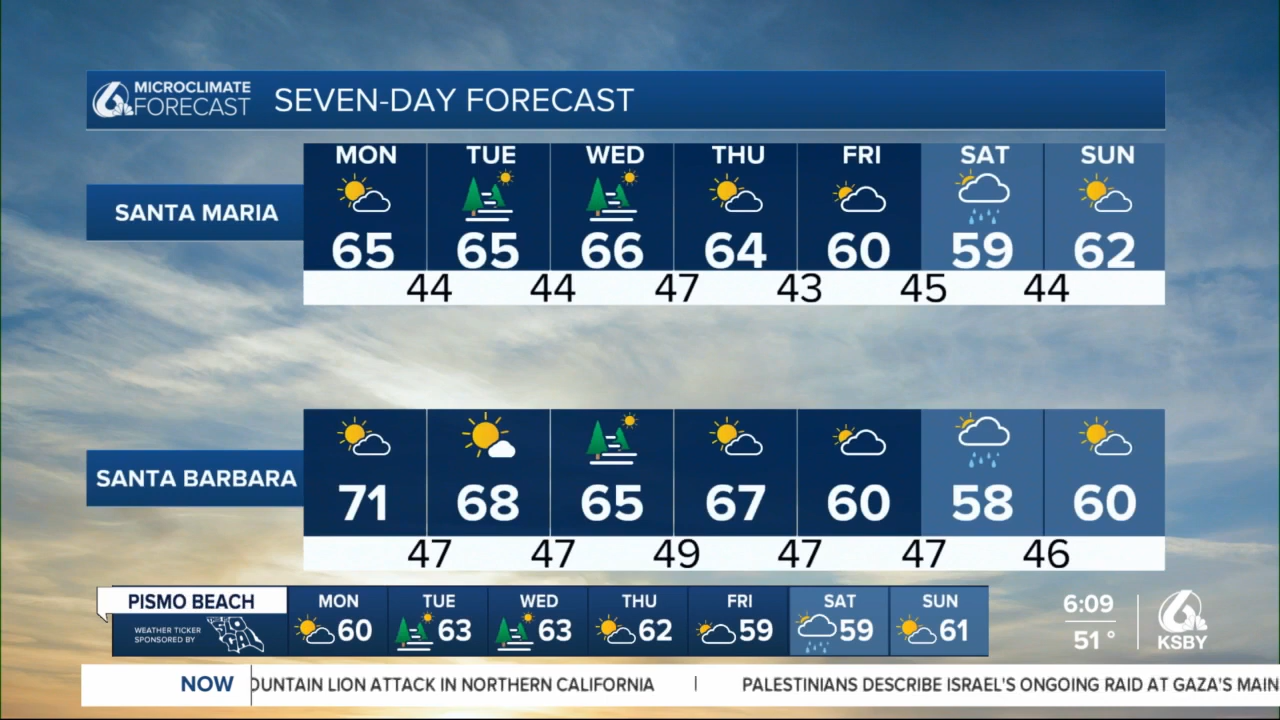 MICROCLIMATE
FORECAST
SEVEN-DAY FORECAST
MON TUE WED THU FRI SAT SUN
SANTA MARIA
65 65 66 64 60 59 62
44 44 47 43 45 44
SANTA BARBARA
71 68 65 67 60 58 60
47 47 49 47 47 46
PISMO BEACH
WEATHER TICKER
SPONSORED BY
MON TUE WED THU FRI SAT SUN
60 63 63 62 59 59 61
6:09
51 °
6
KSBY
NOW
OUNTAIN LION ATTACK IN NORTHERN CALIFORNIA | PALESTINIANS DESCRIBE ISRAEL'S ONGOING RAID AT GAZA'S MAIN